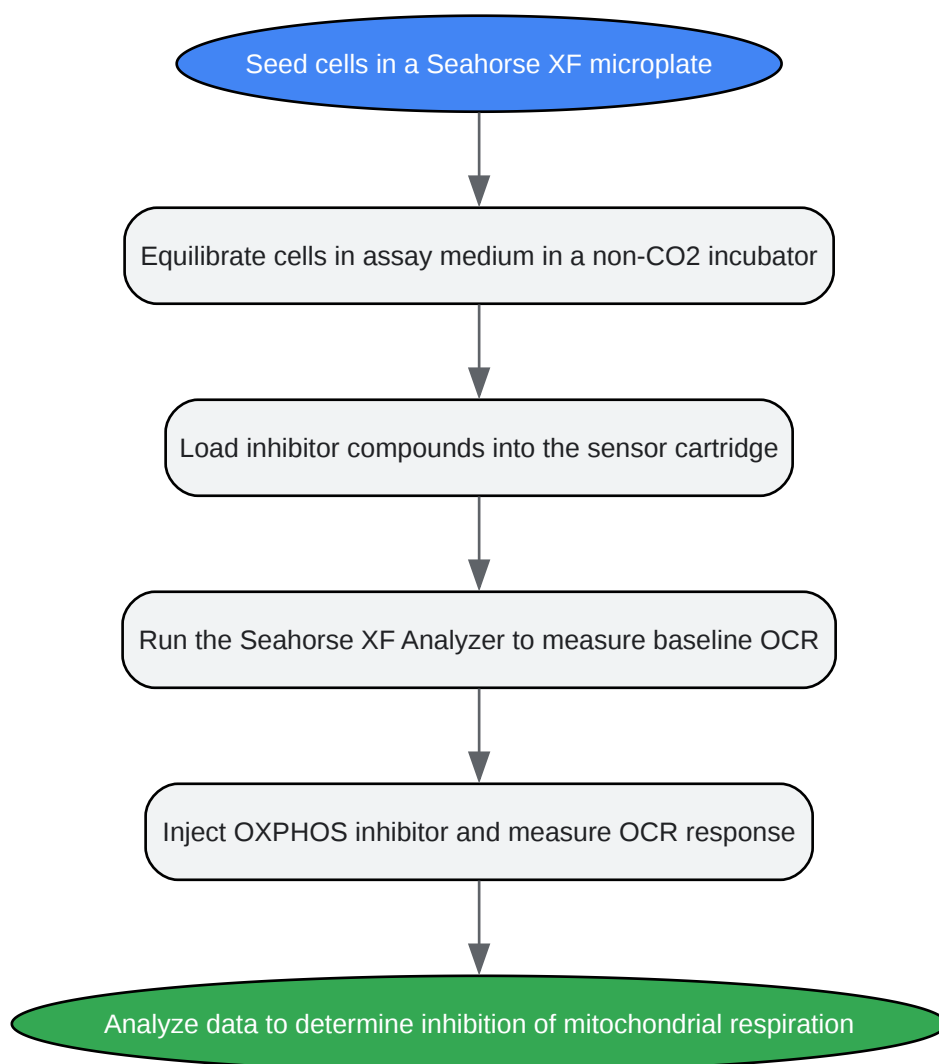 Seed cells in a Seahorse XF microplate
Equilibrate cells in assay medium in a non-CO2 incubator
Load inhibitor compounds into the sensor cartridge
Run the Seahorse XF Analyzer to measure baseline OCR
Inject OXPHOS inhibitor and measure OCR response
Analyze data to determine inhibition of mitochondrial respiration